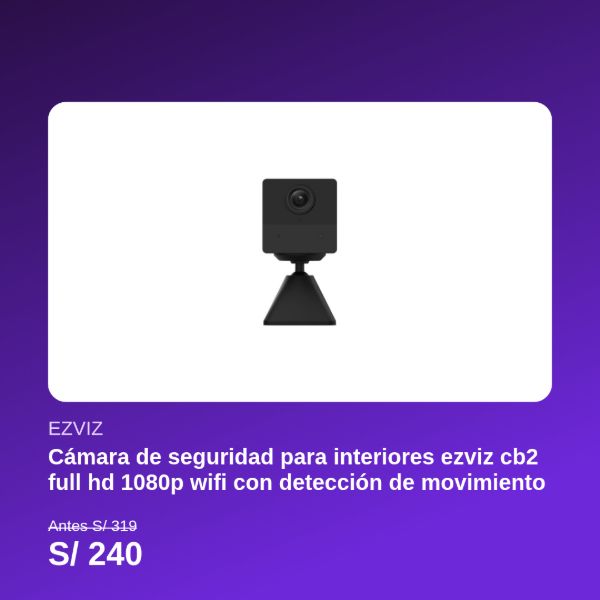 EZVIZ
Cámara de seguridad para interiores ezviz cb2
full hd 1080p wifi con detección de movimiento
Antes S/ 319
S/ 240